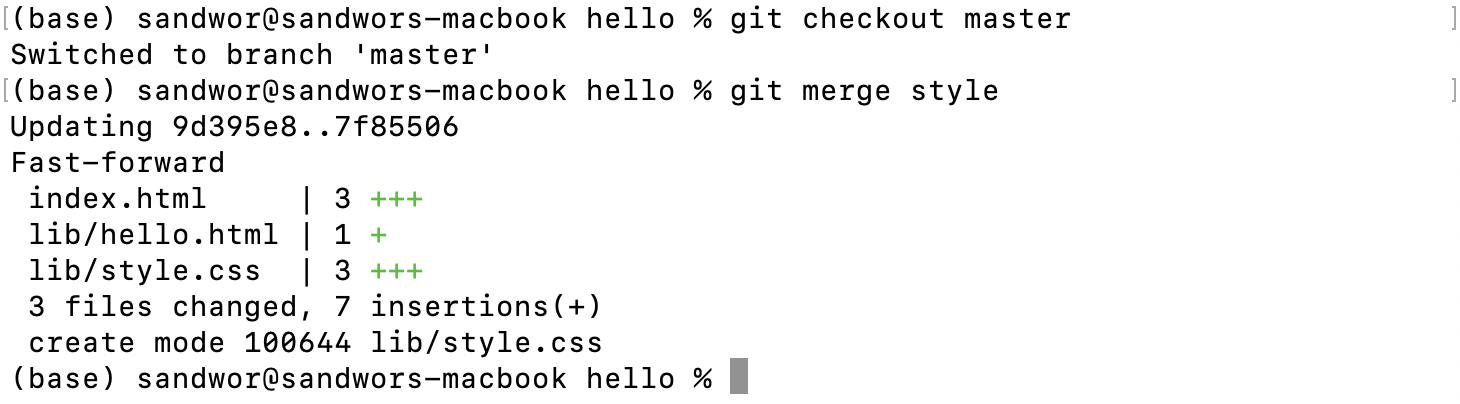 [(base) sandwor@sandwors-macbook hello % git checkout master ]
Switched to branch 'master'
[(base) sandwor@sandwors-macbook hello % git merge style ]
Updating 9d395e8..7f85506
Fast-forward
 index.html     | 3 +++
 lib/hello.html | 1 +
 lib/style.css  | 3 +++
 3 files changed, 7 insertions(+)
 create mode 100644 lib/style.css
(base) sandwor@sandwors-macbook hello %